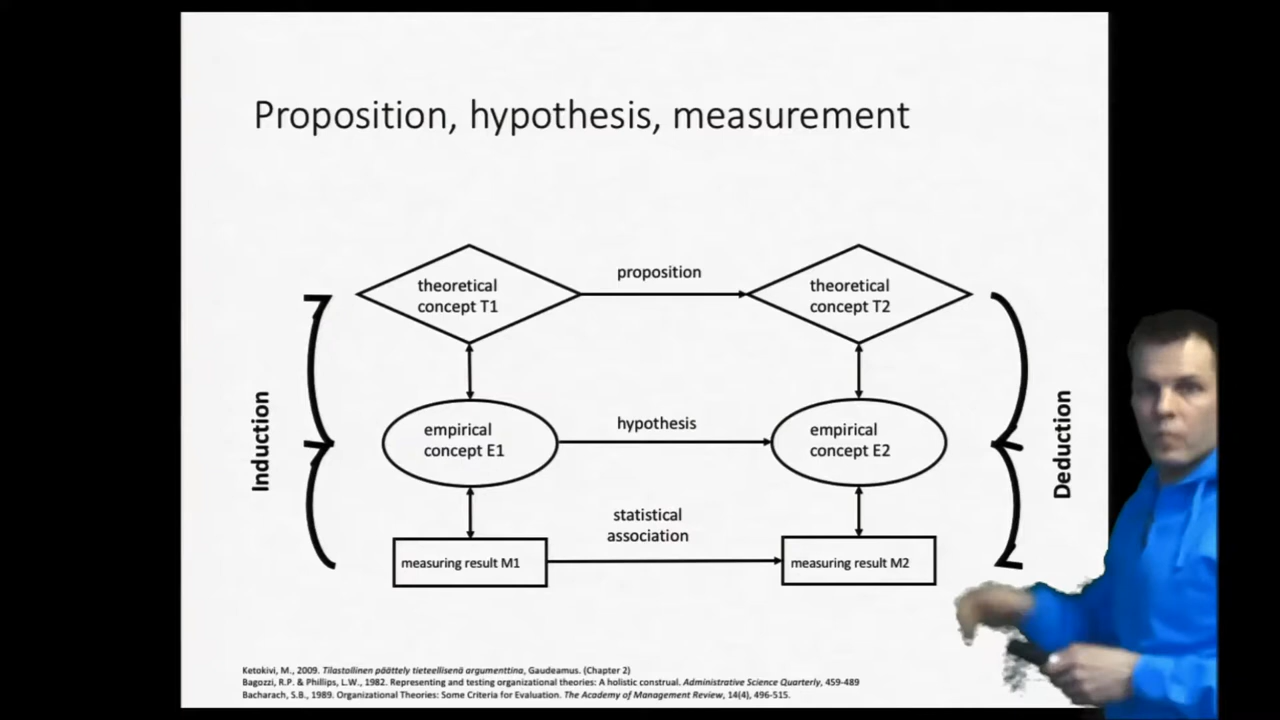 Proposition, hypothesis, measurement
theoretical
concept T1
proposition
theoretical
concept T2
Induction
empirical
concept E1
hypothesis
empirical
concept E2
Deduction
measuring result M1
statistical
association
measuring result M2
Ketokivi, M., 2009. Tilastollinen päättely tieteellisenä argumenttina, Gaudeamus. (Chapter 2)
Bagozzi, R.P. & Phillips, L.W., 1982. Representing and testing organizational theories: A holistic construal. Administrative Science Quarterly, 459-489
Bacharach, S.B., 1989. Organizational Theories: Some Criteria for Evaluation. The Academy of Management Review, 14(4), 496-515.